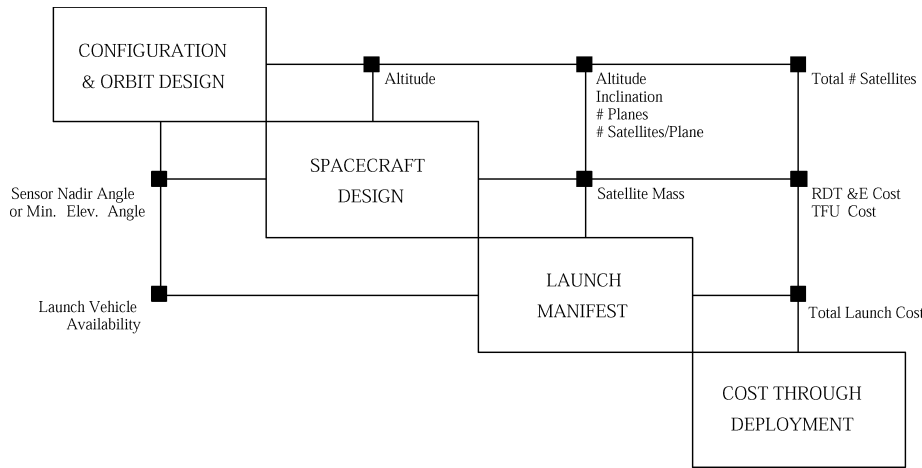 CONFIGURATION
& ORBIT DESIGN
Altitude
Altitude
Inclination
# Planes
# Satellites/Plane
Total # Satellites
SPACECRAFT
DESIGN
Sensor Nadir Angle
or Min. Elev. Angle
Satellite Mass
RDT &E Cost
TFU Cost
LAUNCH
MANIFEST
Launch Vehicle
Availability
Total Launch Cost
COST THROUGH
DEPLOYMENT